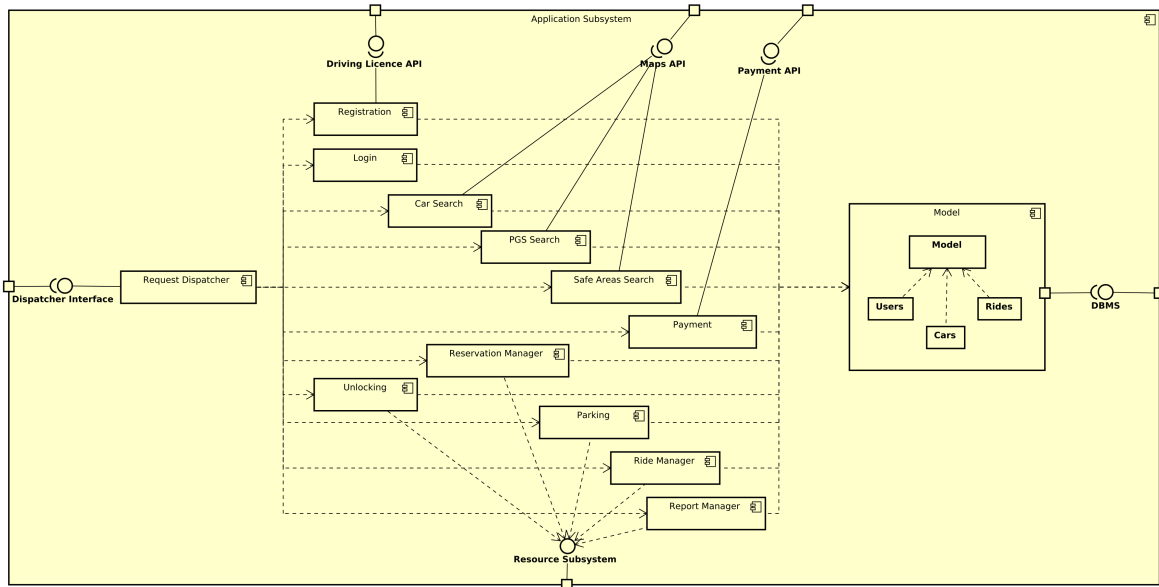 Application Subsystem
Driving Licence API
Maps API
Payment API
Registration
Login
Car Search
PGS Search
Safe Areas Search
Request Dispatcher
Dispatcher Interface
Payment
Reservation Manager
Unlocking
Parking
Ride Manager
Report Manager
Resource Subsystem
Model
Model
Users
Rides
Cars
DBMS